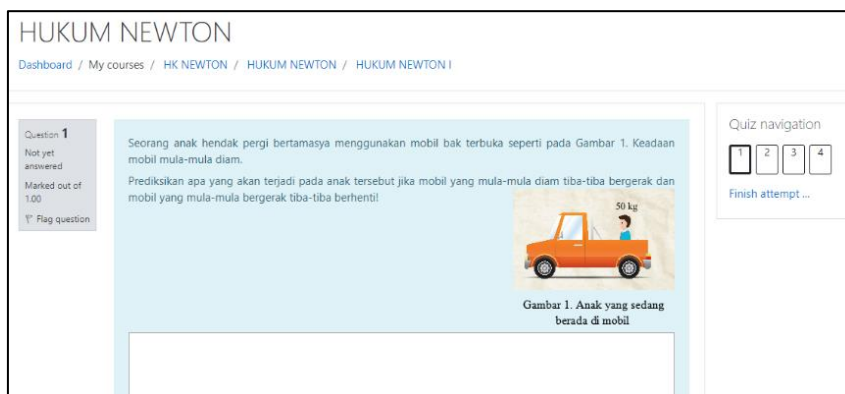 HUKUM NEWTON
Dashboard / My courses / HK NEWTON / HUKUM NEWTON / HUKUM NEWTON I
Question 1
Not yet
answered
Marked out of
1.00
Flag question
Seorang anak hendak pergi bertamasya menggunakan mobil bak terbuka seperti pada Gambar 1. Keadaan
mobil mula-mula diam.
Prediksikan apa yang akan terjadi pada anak tersebut jika mobil yang mula-mula diam tiba-tiba bergerak dan
mobil yang mula-mula bergerak tiba-tiba berhenti!
50 kg
Gambar 1. Anak yang sedang
berada di mobil
Quiz navigation
1 2 3 4
Finish attempt ...